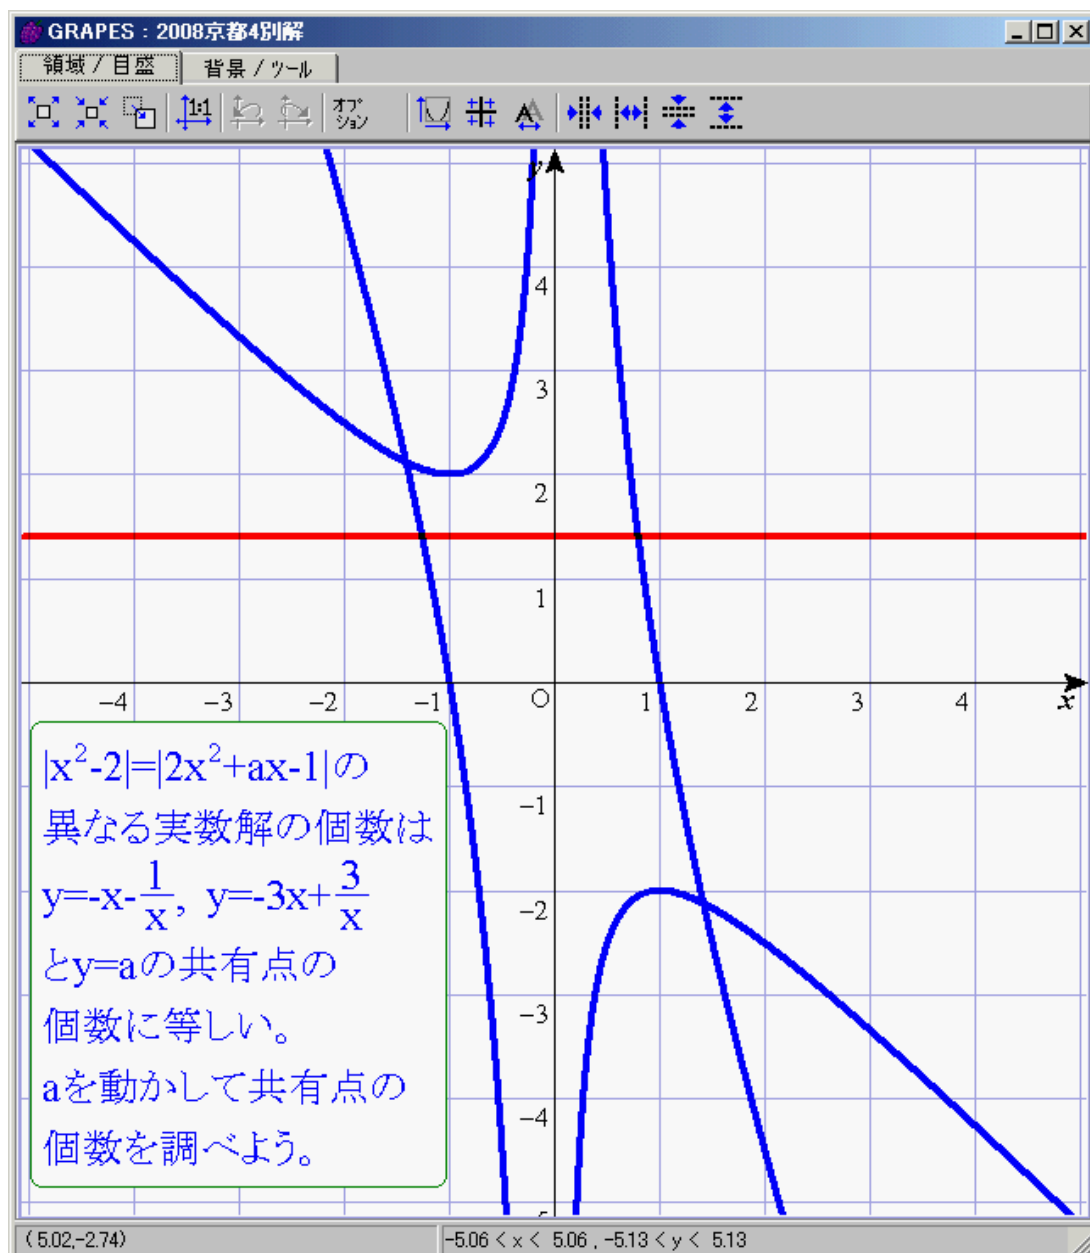 GRAPES : 2008京都4別解
領域 / 目盛 背景 / ツール
1:1 オプション A
y
4
3
2
1
-4 -3 -2 -1 O 1 2 3 4 x
-1
-2
-3
-4
-5
|x²-2|=|2x²+ax-1|の
異なる実数解の個数は
y=-x-1/x, y=-3x+3/x
とy=aの共有点の
個数に等しい。
aを動かして共有点の
個数を調べよう。
(5.02,-2.74) -5.06 < x < 5.06 , -5.13 < y < 5.13